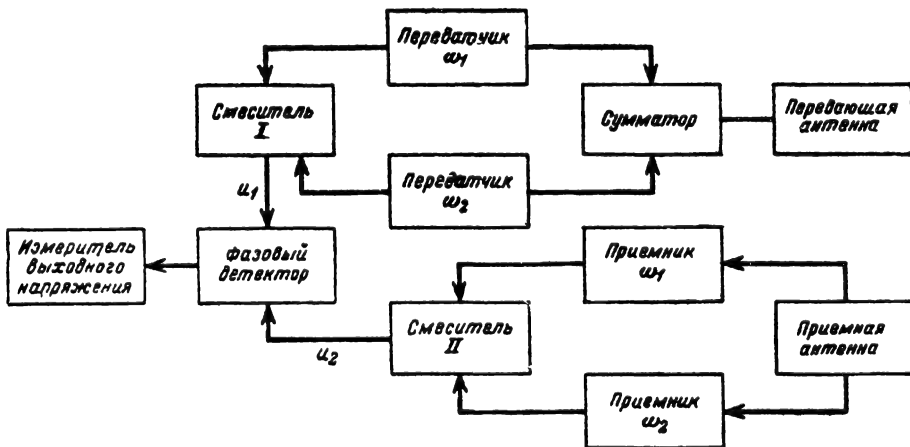 Передатчик
ω1
Смеситель
I
Сумматор
Передающая
антенна
Передатчик
ω2
u1
Измеритель
выходного
напряжения
Фазовый
детектор
Приемник
ω1
Смеситель
II
Приемная
антенна
u2
Приемник
ω2